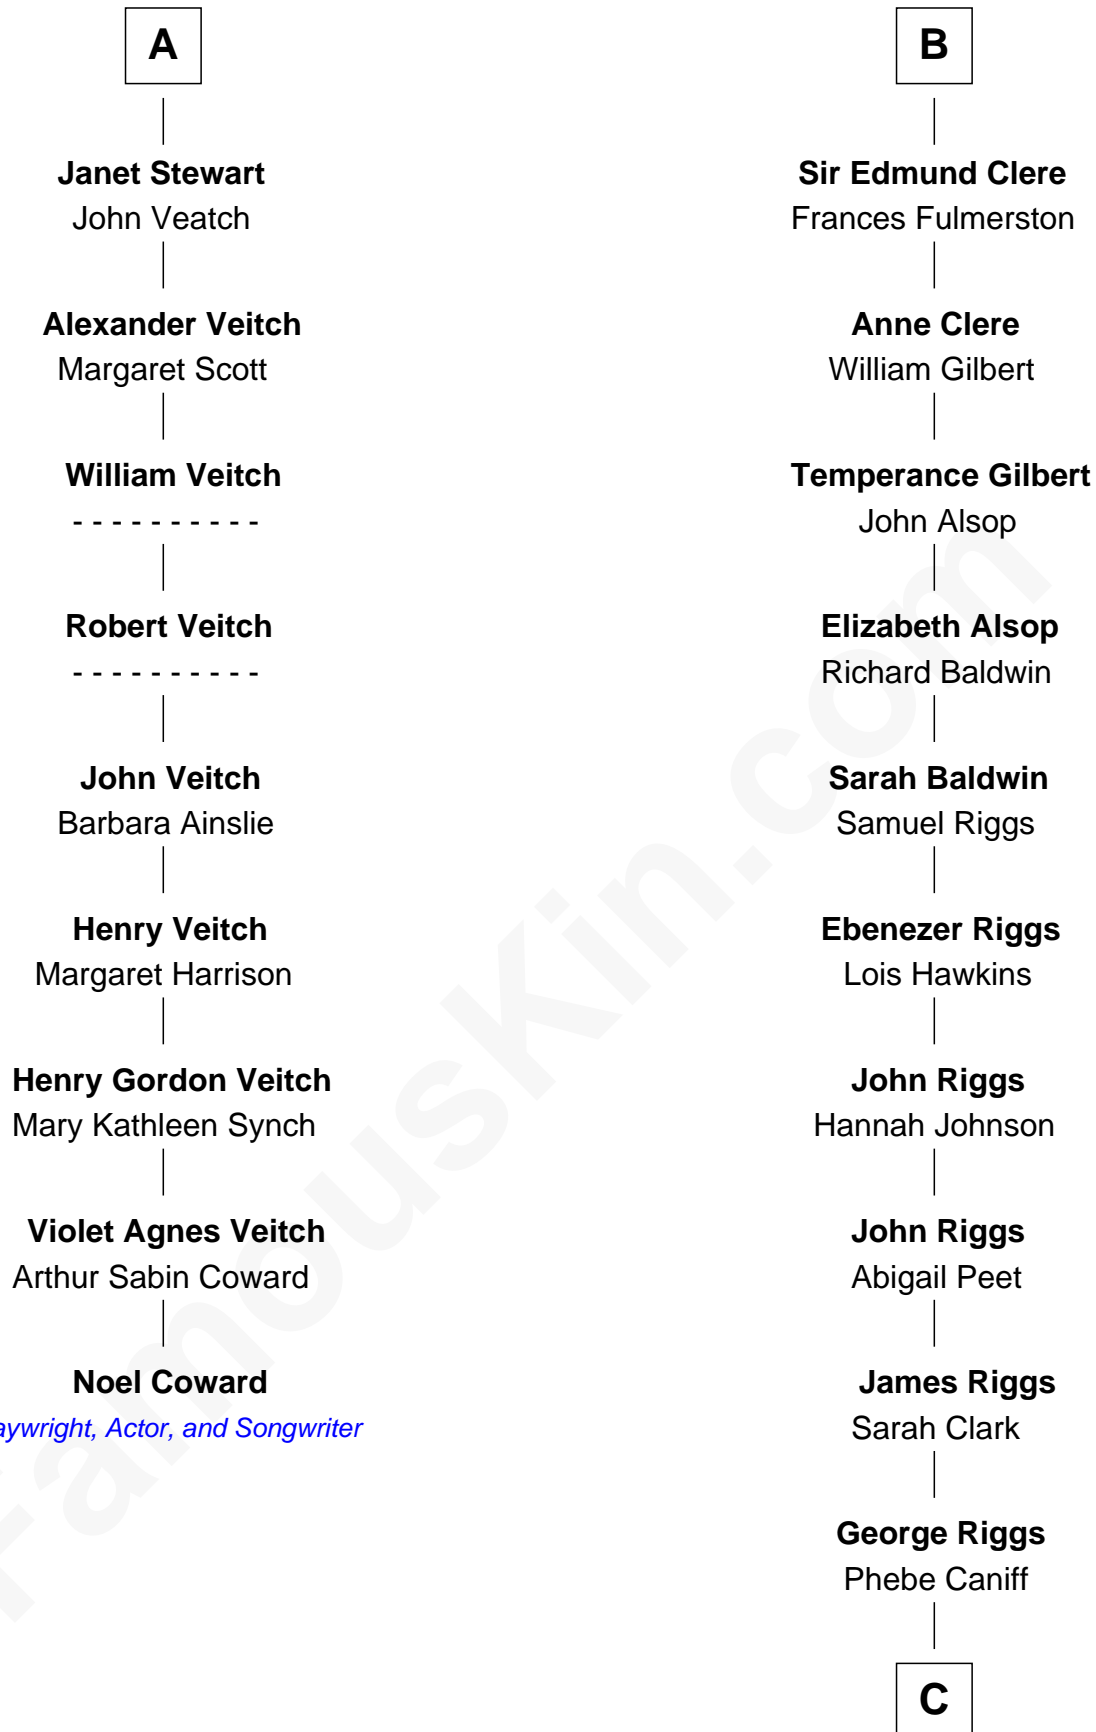 A
Janet Stewart
John Veatch
Alexander Veitch
Margaret Scott
William Veitch
- - - - - - - - - -
Robert Veitch
- - - - - - - - - -
John Veitch
Barbara Ainslie
Henry Veitch
Margaret Harrison
Henry Gordon Veitch
Mary Kathleen Synch
Violet Agnes Veitch
Arthur Sabin Coward
Noel Coward
aywright, Actor, and Songwriter
B
Sir Edmund Clere
Frances Fulmerston
Anne Clere
William Gilbert
Temperance Gilbert
John Alsop
Elizabeth Alsop
Richard Baldwin
Sarah Baldwin
Samuel Riggs
Ebenezer Riggs
Lois Hawkins
John Riggs
Hannah Johnson
John Riggs
Abigail Peet
James Riggs
Sarah Clark
George Riggs
Phebe Caniff
C
FamousKin.com